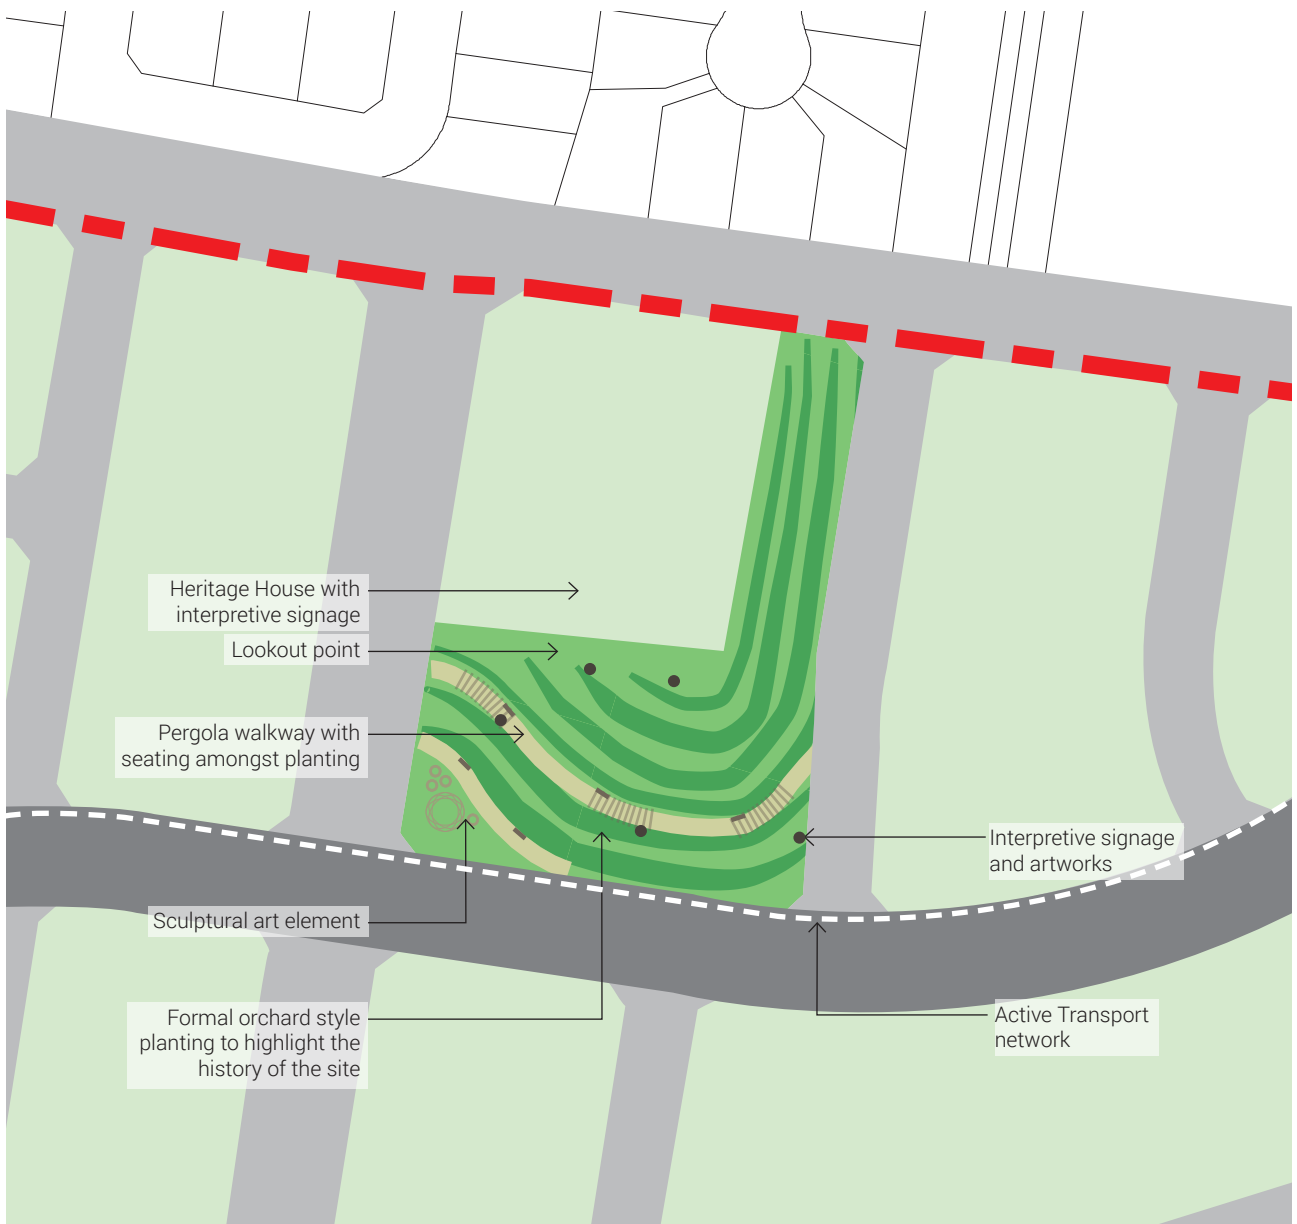 Heritage House with
interpretive signage
Lookout point
Pergola walkway with
seating amongst planting
Interpretive signage
and artworks
Sculptural art element
Formal orchard style
planting to highlight the
history of the site
Active Transport
network